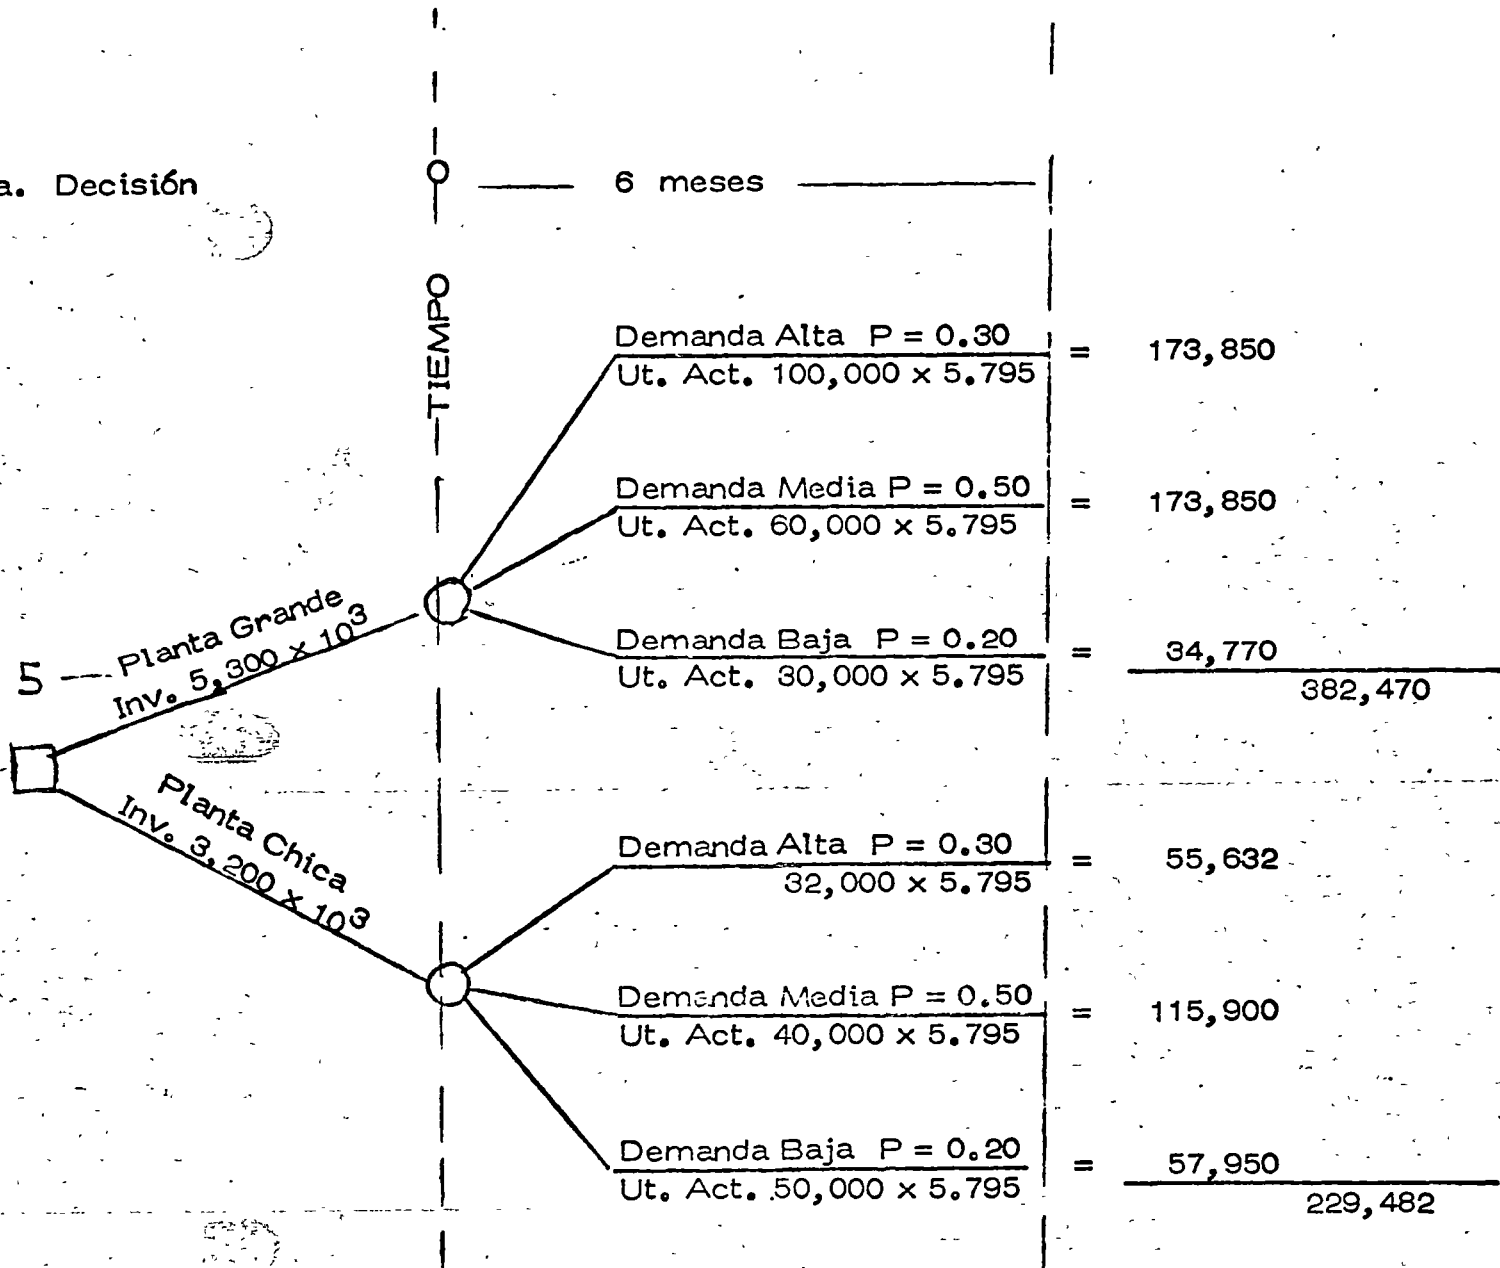 a. Decisión
6 meses
TIEMPO
Demanda Alta P = 0.30
Ut. Act. 100,000 x 5.795
= 173,850
Demanda Media P = 0.50
Ut. Act. 60,000 x 5.795
= 173,850
Demanda Baja P = 0.20
Ut. Act. 30,000 x 5.795
= 34,770
382,470
5
Planta Grande
Inv. 5,300 x 10³
Planta Chica
Inv. 3,200 x 10³
Demanda Alta P = 0.30
32,000 x 5.795
= 55,632
Demanda Media P = 0.50
Ut. Act. 40,000 x 5.795
= 115,900
Demanda Baja P = 0.20
Ut. Act. 50,000 x 5.795
= 57,950
229,482